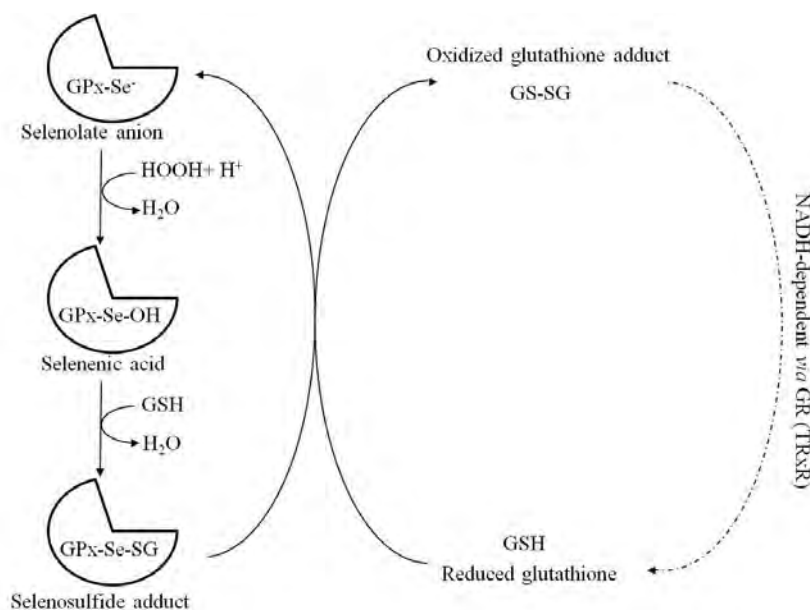 GPx-Se⁻
Selenolate anion
HOOH+ H⁺
H₂O
GPx-Se-OH
Selenenic acid
GSH
H₂O
GPx-Se-SG
Selenosulfide adduct
Oxidized glutathione adduct
GS-SG
NADH-dependent via GR (TRxR)
GSH
Reduced glutathione